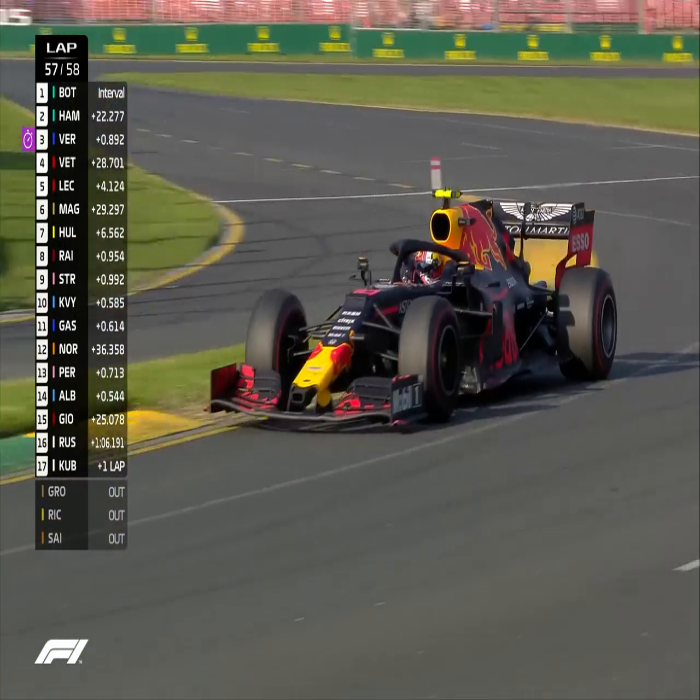 LAP
57 / 58
1 BOT Interval
2 HAM +22.277
3 VER +0.892
4 VET +28.701
5 LEC +4.124
6 MAG +29.297
7 HUL +6.562
8 RAI +0.954
9 STR +0.992
10 KVY +0.585
11 GAS +0.614
12 NOR +36.358
13 PER +0.713
14 ALB +0.544
15 GIO +25.078
16 RUS +1:06.191
17 KUB +1 LAP
GRO OUT
RIC OUT
SAI OUT
ESSO
F1